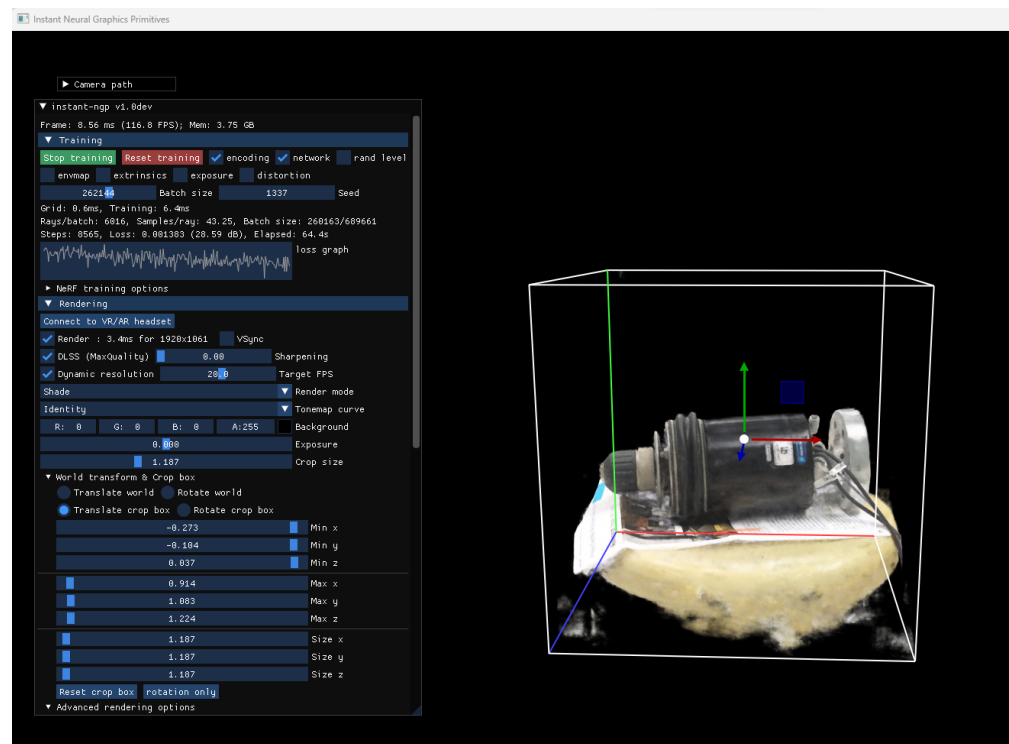 Instant Neural Graphics Primitives
Camera path
instant-ngp v1.0dev
Frame: 8.56 ms (116.8 FPS); Mem: 3.75 GB
Training
Stop training Reset training encoding network rand level
envmap extrinsics exposure distortion
262144 Batch size 1337 Seed
Grid: 0.6ms, Training: 6.4ms
Rays/batch: 6016, Samples/ray: 43.25, Batch size: 260163/609661
Steps: 8565, Loss: 0.001383 (28.59 dB), Elapsed: 64.4s
loss graph
NeRF training options
Rendering
Connect to VR/AR headset
Render : 3.4ms for 1920x1061 VSync
DLSS (MaxQuality) 0.00 Sharpening
Dynamic resolution 20.0 Target FPS
Shade Render mode
Identity Tonemap curve
R: 0 G: 0 B: 0 A:255 Background
0.000 Exposure
1.187 Crop size
World transform & Crop box
Translate world Rotate world
Translate crop box Rotate crop box
-0.273 Min x
-0.104 Min y
0.037 Min z
0.914 Max x
1.083 Max y
1.224 Max z
1.187 Size x
1.187 Size y
1.187 Size z
Reset crop box rotation only
Advanced rendering options